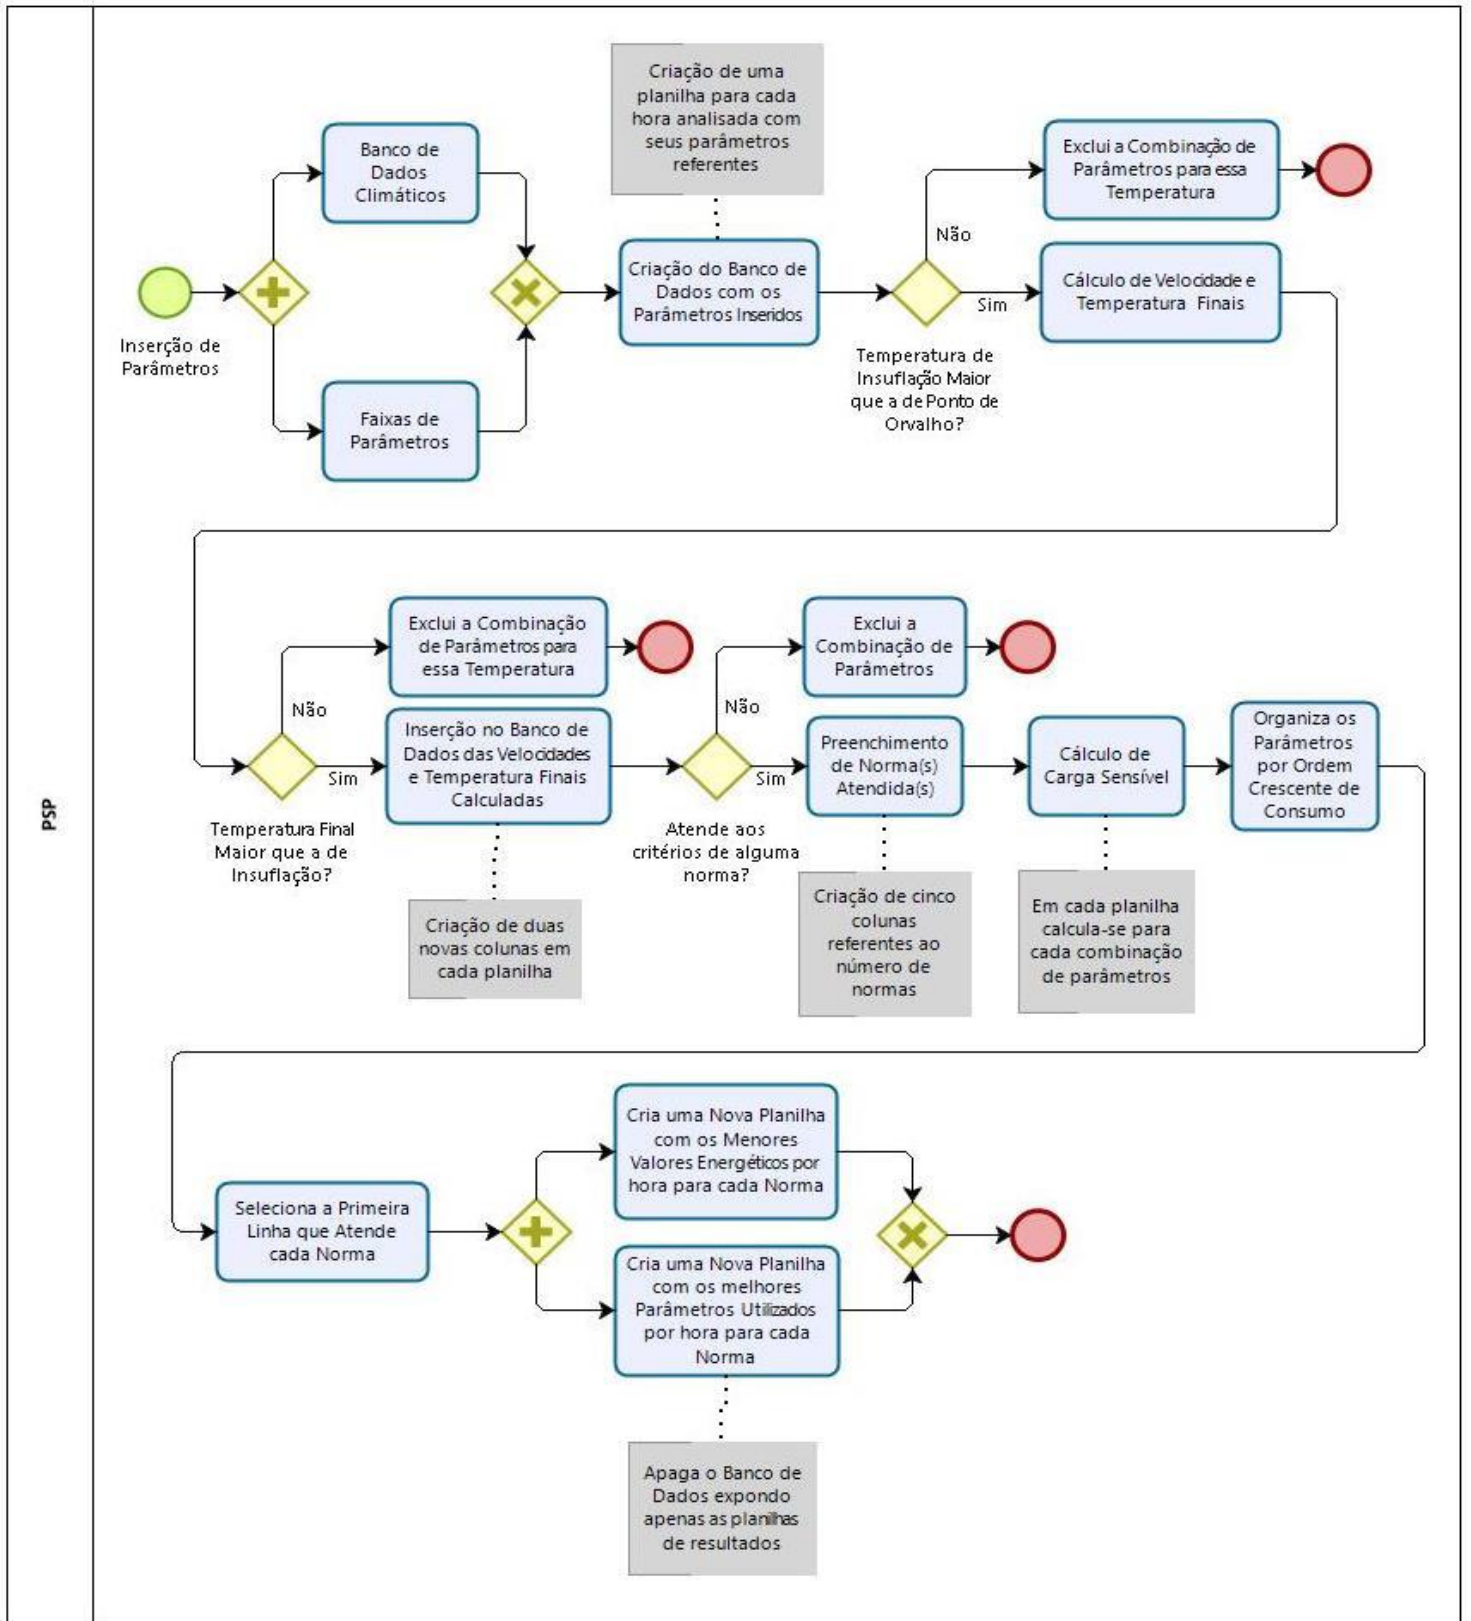 PSP
Inserção de
Parâmetros
Banco de
Dados
Climáticos
Faixas de
Parâmetros
Criação de uma
planilha para cada
hora analisada com
seus parâmetros
referentes
Criação do Banco de
Dados com os
Parâmetros Inseridos
Temperatura de
Insuflação Maior
que a de Ponto de
Orvalho?
Não
Exclui a Combinação de
Parâmetros para essa
Temperatura
Sim
Cálculo de Velocidade e
Temperatura Finais
Temperatura Final
Maior que a de
Insuflação?
Não
Exclui a Combinação
de Parâmetros para
essa Temperatura
Sim
Inserção no Banco de
Dados das Velocidades
e Temperatura Finais
Calculadas
Criação de duas
novas colunas em
cada planilha
Atende aos
critérios de alguma
norma?
Não
Exclui a
Combinação de
Parâmetros
Sim
Preenchimento
de Norma(s)
Atendida(s)
Criação de cinco
colunas
referentes ao
número de
normas
Cálculo de
Carga Sensível
Em cada planilha
calcula-se para
cada combinação
de parâmetros
Organiza os
Parâmetros
por Ordem
Crescente de
Consumo
Seleciona a Primeira
Linha que Atende
cada Norma
Cria uma Nova Planilha
com os Menores
Valores Energéticos por
hora para cada Norma
Cria uma Nova Planilha
com os melhores
Parâmetros Utilizados
por hora para cada
Norma
Apaga o Banco de
Dados expondo
apenas as planilhas
de resultados